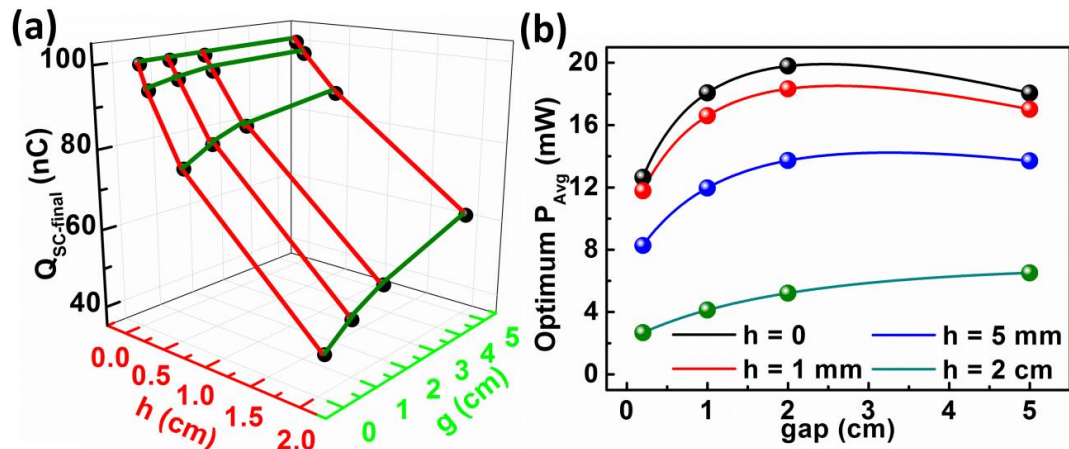 (a)
100
80
60
40
Q_SC-final (nC)
0.0
0.5
1.0
1.5
2.0
h (cm)
0
1
2
3
4
5
g (cm)
(b)
20
16
12
8
4
0
Optimum P_Avg (mW)
h = 0
h = 5 mm
h = 1 mm
h = 2 cm
0
1
2
3
4
5
gap (cm)